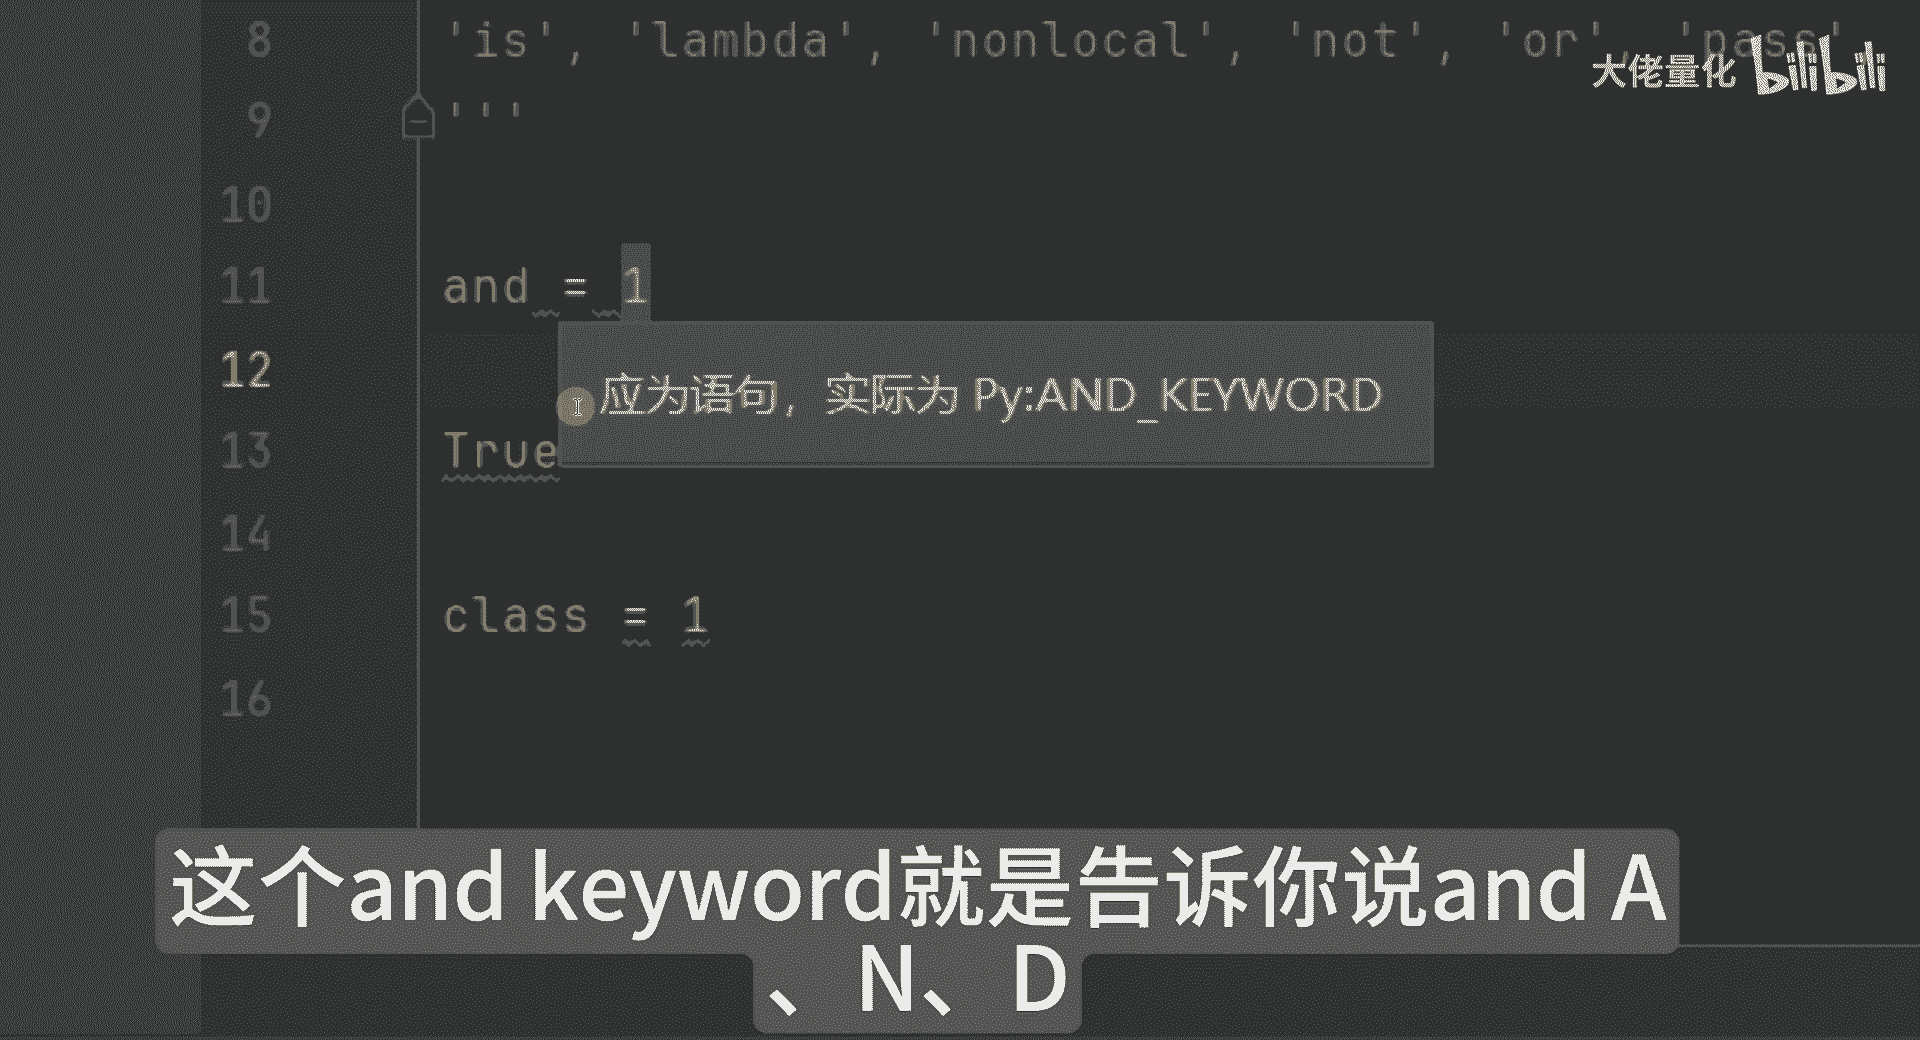 8 'is', 'lambda', 'nonlocal', 'not', 'or', 'pass'
大佬量化 bilibili
9 '''
10
11 and = 1
12
应为语句，实际为 Py:AND_KEYWORD
13 True
14
15 class = 1
16
这个and keyword就是告诉你说and A
、N、D